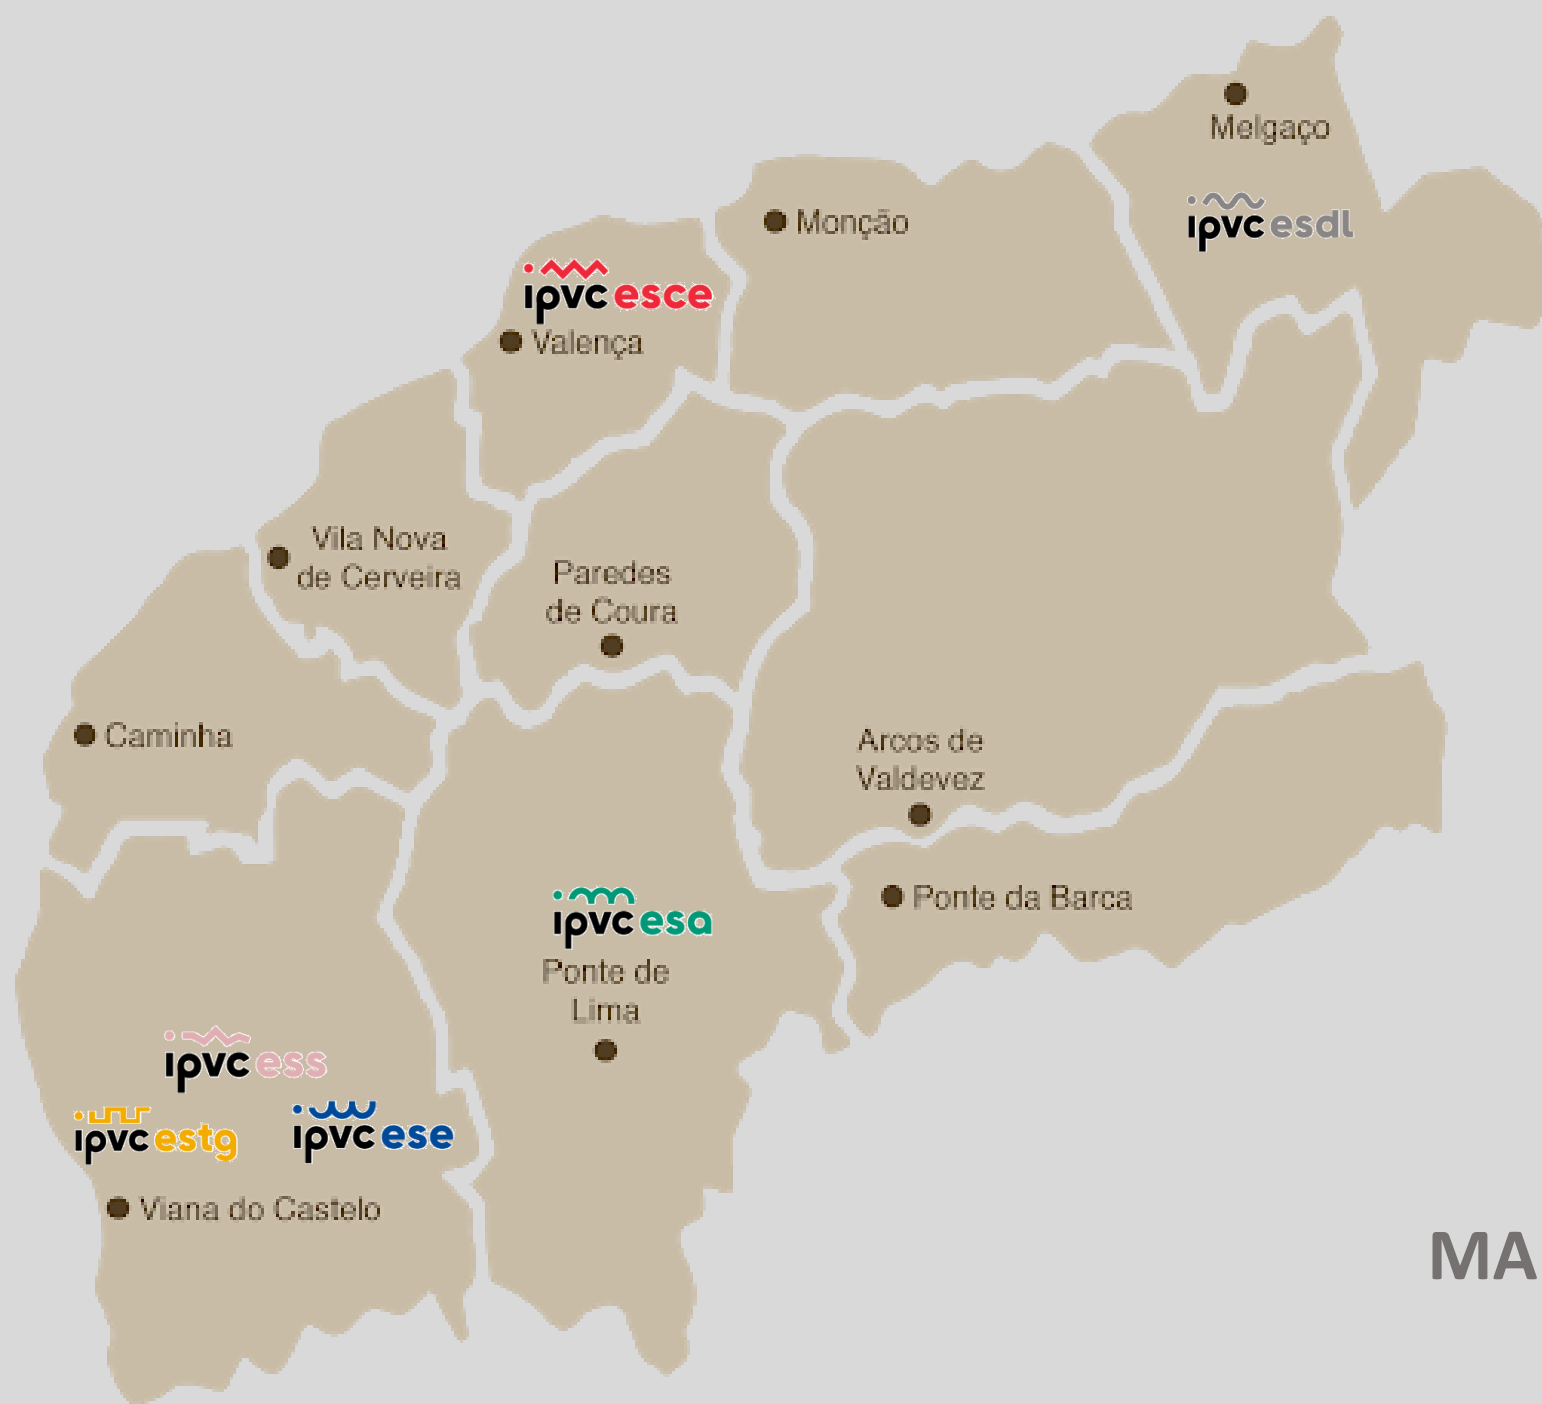 Melgaço
ipvc esdl
Monção
ipvc esce
Valença
Vila Nova
de Cerveira
Paredes
de Coura
Caminha
Arcos de
Valdevez
Ponte da Barca
ipvc esa
Ponte de
Lima
ipvc ess
ipvc estg
ipvc ese
Viana do Castelo
MA